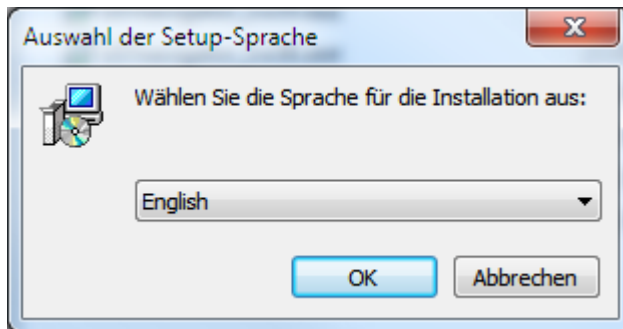 Auswahl der Setup-Sprache
Wählen Sie die Sprache für die Installation aus:
English
OK
Abbrechen